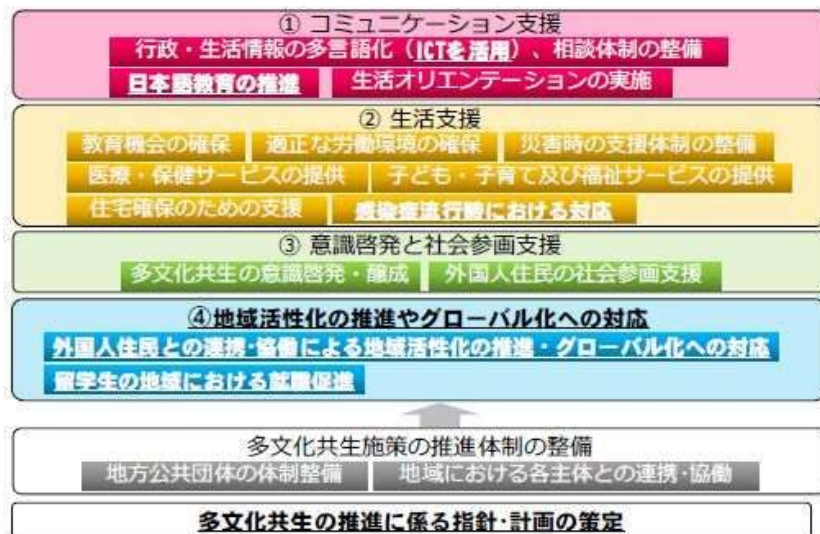 ① コミュニケーション支援
行政・生活情報の多言語化（ICTを活用）、相談体制の整備
日本語教育の推進 生活オリエンテーションの実施
② 生活支援
教育機会の確保 適正な労働環境の確保 災害時の支援体制の整備
医療・保健サービスの提供 子ども・子育て及び福祉サービスの提供
住宅確保のための支援 感染症流行時における対応
③ 意識啓発と社会参画支援
多文化共生の意識啓発・醸成 外国人住民の社会参画支援
④地域活性化の推進やグローバル化への対応
外国人住民との連携・協働による地域活性化の推進・グローバル化への対応
留学生の地域における就職促進
多文化共生施策の推進体制の整備
地方公共団体の体制整備 地域における各主体との連携・協働
多文化共生の推進に係る指針・計画の策定